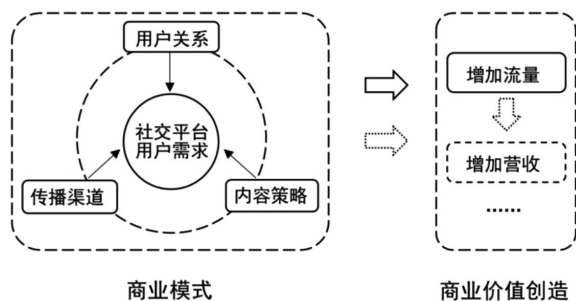 用户关系
社交平台
用户需求
传播渠道
内容策略
增加流量
增加营收
……
商业模式
商业价值创造